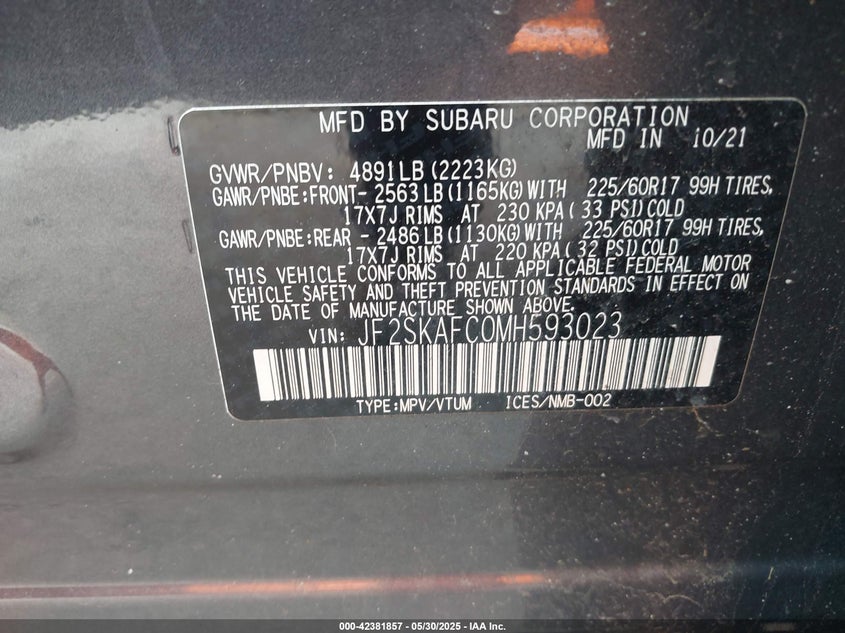 MFD BY SUBARU CORPORATION
MFD IN 10/21
GVWR/PNBV: 4891LB (2223KG)
GAWR/PNBE:FRONT- 2563LB (1165KG) WITH 225/60R17 99H TIRES,
17X7J RIMS AT 230 KPA ( 33 PSI) COLD
GAWR/PNBE:REAR - 2486LB (1130KG) WITH 225/60R17 99H TIRES,
17X7J RIMS AT 220 KPA ( 32 PSI) COLD
THIS VEHICLE CONFORMS TO ALL APPLICABLE FEDERAL MOTOR
VEHICLE SAFETY AND THEFT PREVENTION STANDARDS IN EFFECT ON
THE DATE OF MANUFACTURE SHOWN ABOVE.
VIN: JF2SKAFC0MH593023
TYPE:MPV/VTUM ICES/NMB-002
000-42381857 — 05/30/2025 — IAA Inc.